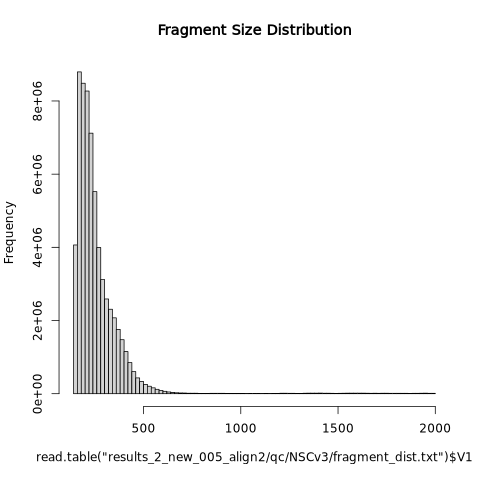 Fragment Size Distribution
Frequency
8e+06
6e+06
4e+06
2e+06
0e+00
500
1000
1500
2000
read.table("results_2_new_005_align2/qc/NSCv3/fragment_dist.txt")$V1